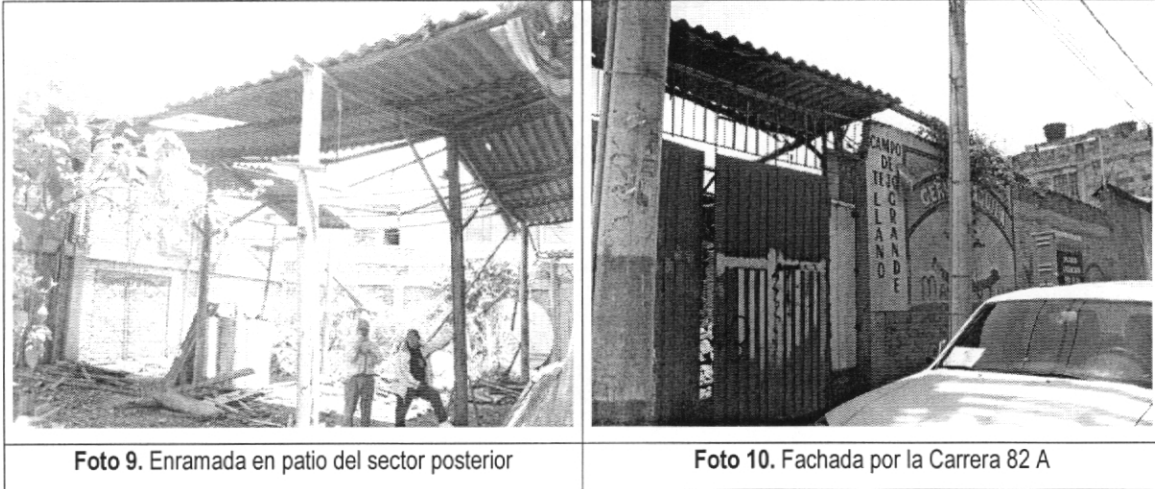 CAMPO
DE
TEJO
LLANO
GRANDE
Foto 9. Enramada en patio del sector posterior
Foto 10. Fachada por la Carrera 82 A